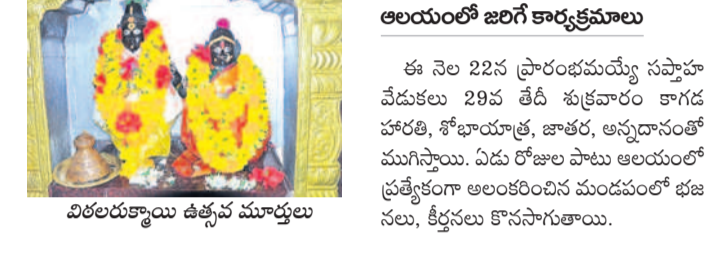 ఆలయంలో జరిగే కార్యక్రమాలు
ఈ నెల 22న ప్రారంభమయ్యే సప్తాహ
వేడుకలు 29వ తేదీ శుక్రవారం కాగడ
హారతి, శోభాయాత్ర, జాతర, అన్నదానంతో
ముగిస్తాయి. ఏడు రోజుల పాటు ఆలయంలో
ప్రత్యేకంగా అలంకరించిన మండపంలో భజ
నలు, కీర్తనలు కొనసాగుతాయి.
విఠలరుక్మాయి ఉత్సవ మూర్తులు